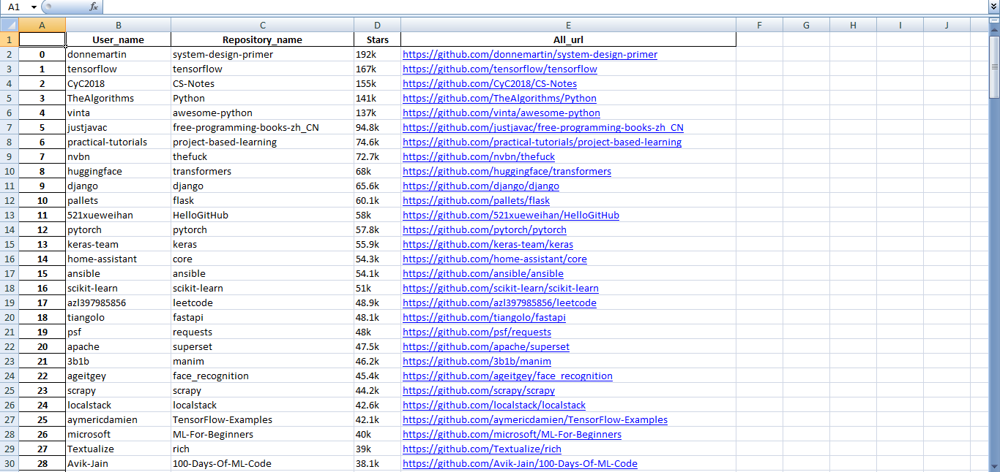 A1 fx
A B C D E F G H I J
1 User_name Repository_name Stars All_url
2 0 donnemartin system-design-primer 192k https://github.com/donnemartin/system-design-primer
3 1 tensorflow tensorflow 167k https://github.com/tensorflow/tensorflow
4 2 CyC2018 CS-Notes 155k https://github.com/CyC2018/CS-Notes
5 3 TheAlgorithms Python 141k https://github.com/TheAlgorithms/Python
6 4 vinta awesome-python 137k https://github.com/vinta/awesome-python
7 5 justjavac free-programming-books-zh_CN 94.8k https://github.com/justjavac/free-programming-books-zh_CN
8 6 practical-tutorials project-based-learning 74.6k https://github.com/practical-tutorials/project-based-learning
9 7 nvbn thefuck 72.7k https://github.com/nvbn/thefuck
10 8 huggingface transformers 68k https://github.com/huggingface/transformers
11 9 django django 65.6k https://github.com/django/django
12 10 pallets flask 60.1k https://github.com/pallets/flask
13 11 521xueweihan HelloGitHub 58k https://github.com/521xueweihan/HelloGitHub
14 12 pytorch pytorch 57.8k https://github.com/pytorch/pytorch
15 13 keras-team keras 55.9k https://github.com/keras-team/keras
16 14 home-assistant core 54.3k https://github.com/home-assistant/core
17 15 ansible ansible 54.1k https://github.com/ansible/ansible
18 16 scikit-learn scikit-learn 51k https://github.com/scikit-learn/scikit-learn
19 17 azl397985856 leetcode 48.9k https://github.com/azl397985856/leetcode
20 18 tiangolo fastapi 48.1k https://github.com/tiangolo/fastapi
21 19 psf requests 48k https://github.com/psf/requests
22 20 apache superset 47.5k https://github.com/apache/superset
23 21 3b1b manim 46.2k https://github.com/3b1b/manim
24 22 ageitgey face_recognition 45.4k https://github.com/ageitgey/face_recognition
25 23 scrapy scrapy 44.2k https://github.com/scrapy/scrapy
26 24 localstack localstack 42.6k https://github.com/localstack/localstack
27 25 aymericdamien TensorFlow-Examples 42.1k https://github.com/aymericdamien/TensorFlow-Examples
28 26 microsoft ML-For-Beginners 40k https://github.com/microsoft/ML-For-Beginners
29 27 Textualize rich 39k https://github.com/Textualize/rich
30 28 Avik-Jain 100-Days-Of-ML-Code 38.1k https://github.com/Avik-Jain/100-Days-Of-ML-Code